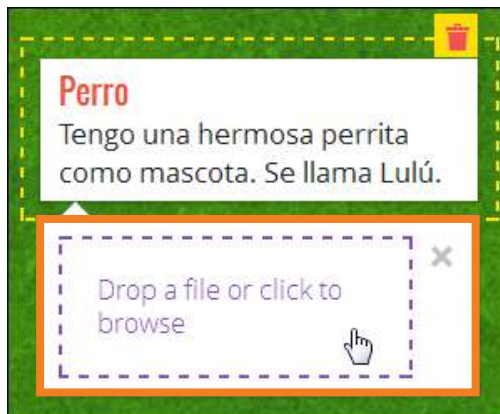 Perro
Tengo una hermosa perrita
como mascota. Se llama Lulú.
Drop a file or click to
browse